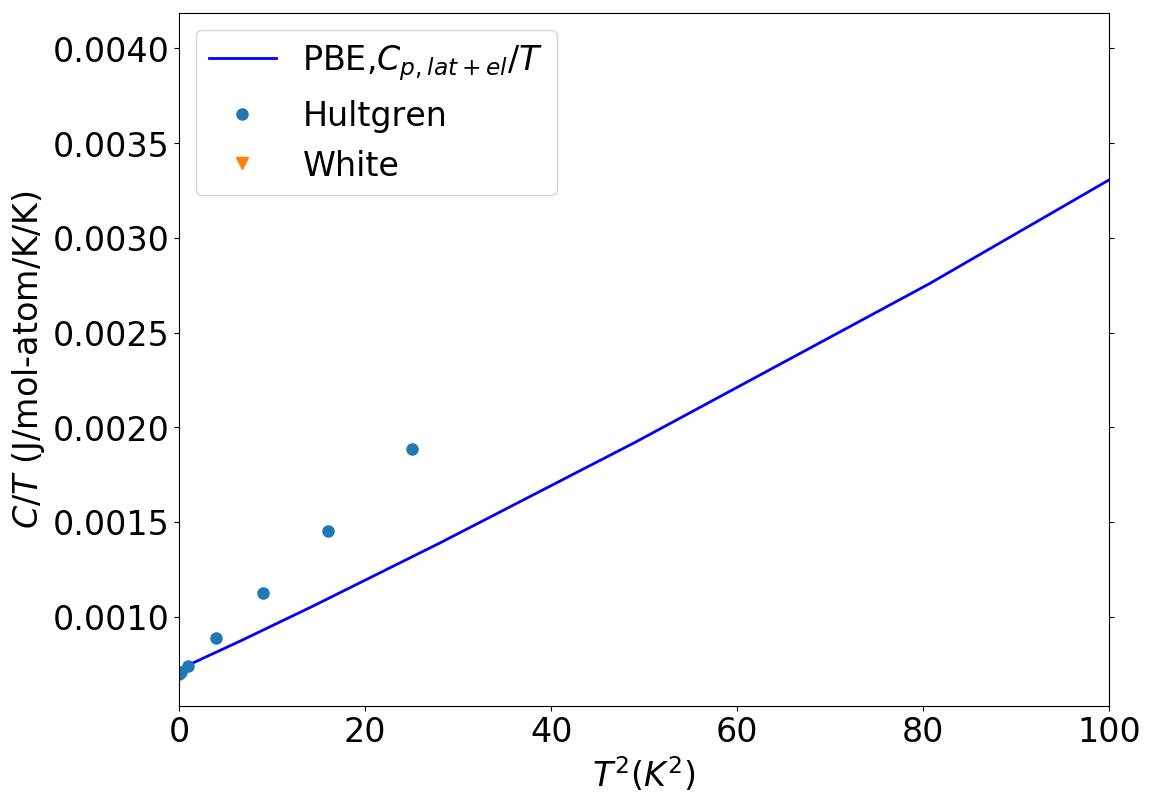 0.0040
0.0035
0.0030
0.0025
0.0020
0.0015
0.0010
C/T (J/mol-atom/K/K)
PBE,C_{p, lat+el}/T
Hultgren
White
0 20 40 60 80 100
T^2(K^2)